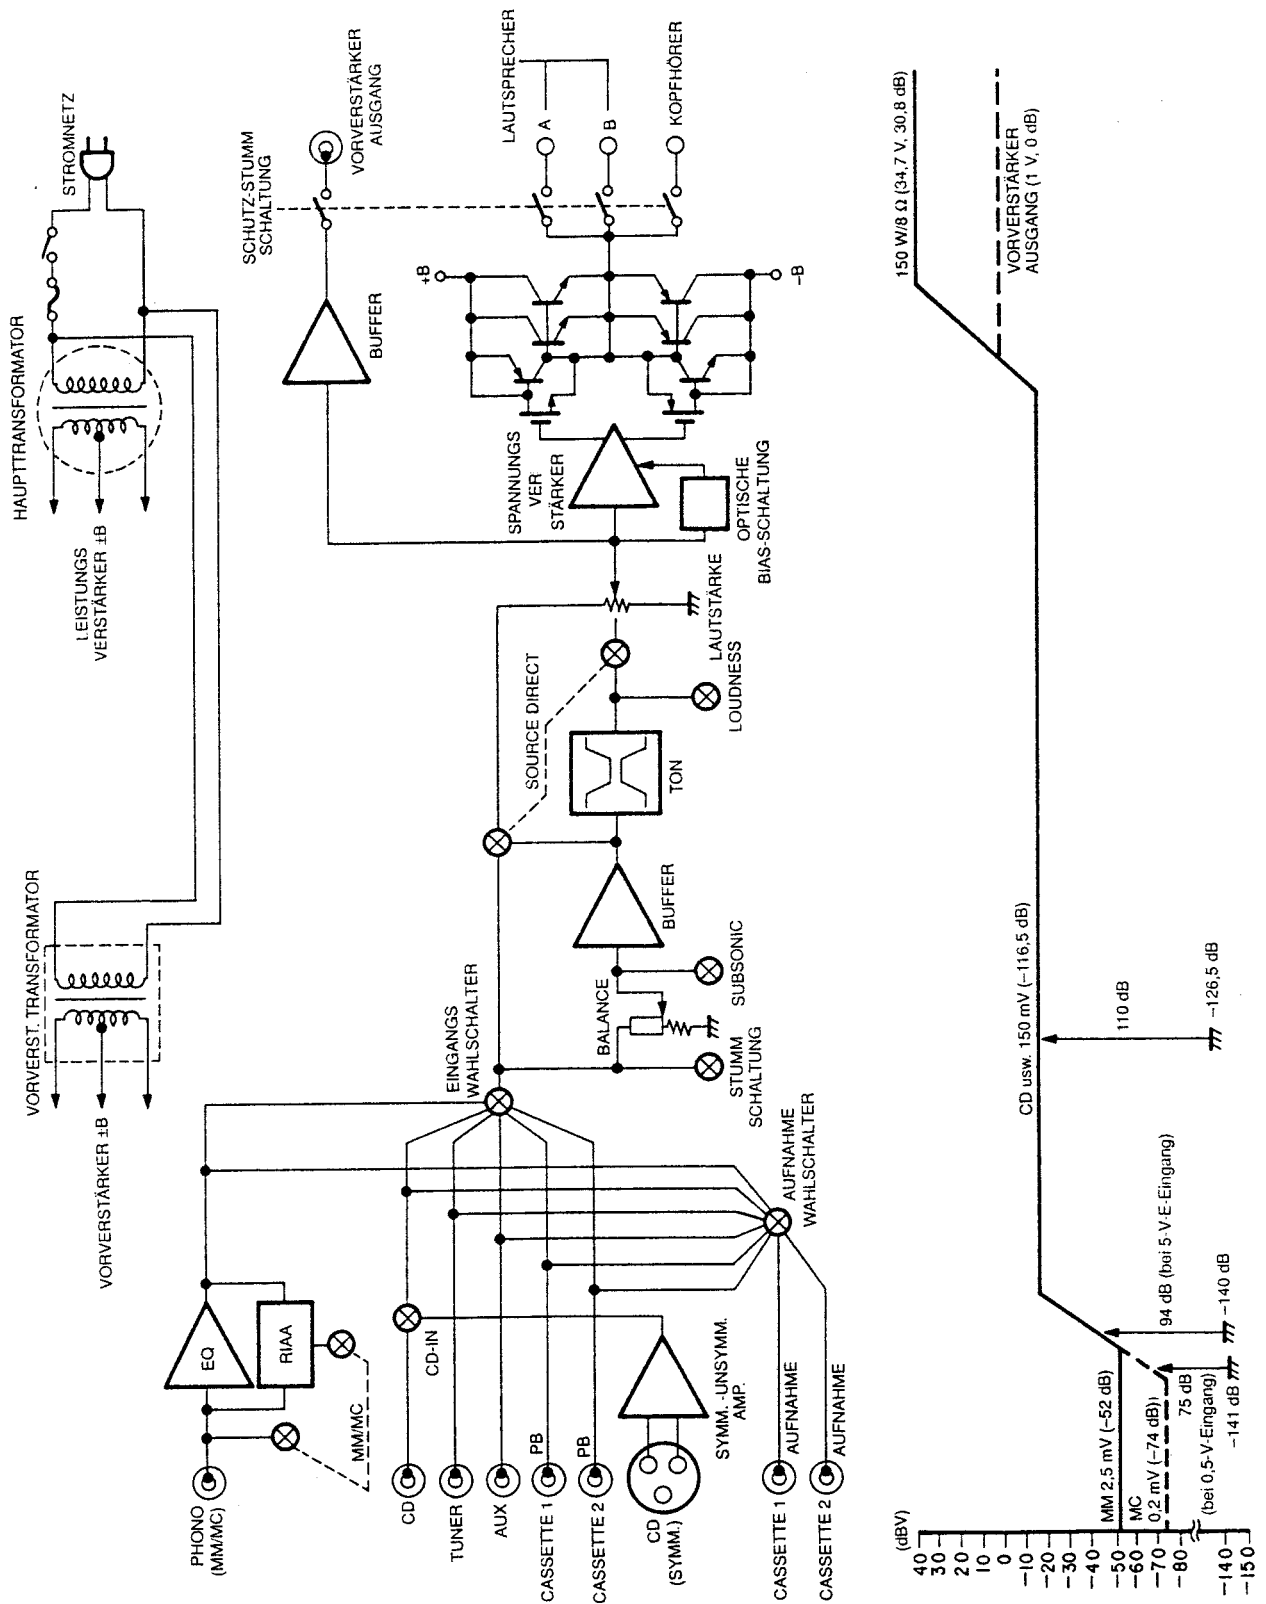 HAUPTTRANSFORMATOR
STROMNETZ
LEISTUNGS
VERSTÄRKER ±B
VORVERST. TRANSFORMATOR
VORVERSTÄRKER ±B
SCHUTZ-STUMM
SCHALTUNG
VORVERSTÄRKER
AUSGANG
BUFFER
LAUTSPRECHER
A
B
KOPFHÖRER
+B
–B
SPANNUNGS
VER
STÄRKER
OPTISCHE
BIAS-SCHALTUNG
LAUTSTÄRKE
LOUDNESS
SOURCE DIRECT
TON
BUFFER
SUBSONIC
BALANCE
STUMM
SCHALTUNG
EINGANGS
WAHLSCHALTER
AUFNAHME
WAHLSCHALTER
EQ
RIAA
MM/MC
CD-IN
SYMM.-UNSYMM.
AMP.
PHONO
(MM/MC)
CD
TUNER
AUX
CASSETTE 1
PB
CASSETTE 2
PB
CD
(SYMM.)
CASSETTE 1
AUFNAHME
CASSETTE 2
AUFNAHME
(dBV)
40
30
20
10
0
-10
-20
-30
-40
-50
-60
-70
-80
-140
-150
MM 2,5 mV (–52 dB)
MC
0,2 mV (–74 dB))
75 dB
(bei 0,5-V-Eingang)
–141 dB
94 dB (bei 5-V-E-Eingang)
–140 dB
CD usw. 150 mV (–116,5 dB)
110 dB
–126,5 dB
150 W/8 Ω (34,7 V, 30,8 dB)
VORVERSTÄRKER
AUSGANG (1 V, 0 dB)